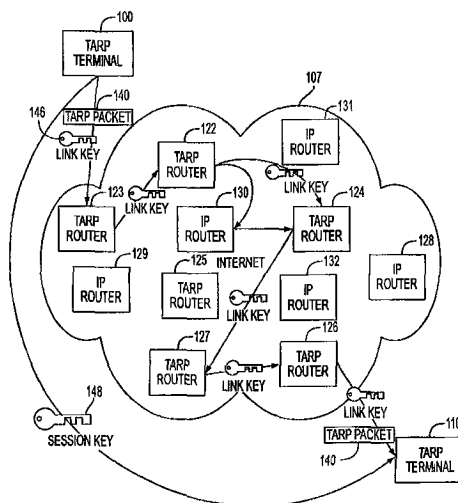 100
TARP
TERMINAL
140
TARP PACKET
146
LINK KEY
107
131
IP
ROUTER
122
TARP
ROUTER
LINK KEY
123
TARP
ROUTER
LINK KEY
130
IP
ROUTER
124
TARP
ROUTER
INTERNET
129
IP
ROUTER
125
TARP
ROUTER
132
IP
ROUTER
128
IP
ROUTER
LINK KEY
127
TARP
ROUTER
126
TARP
ROUTER
LINK KEY
LINK KEY
148
SESSION KEY
TARP PACKET
140
110
TARP
TERMINAL